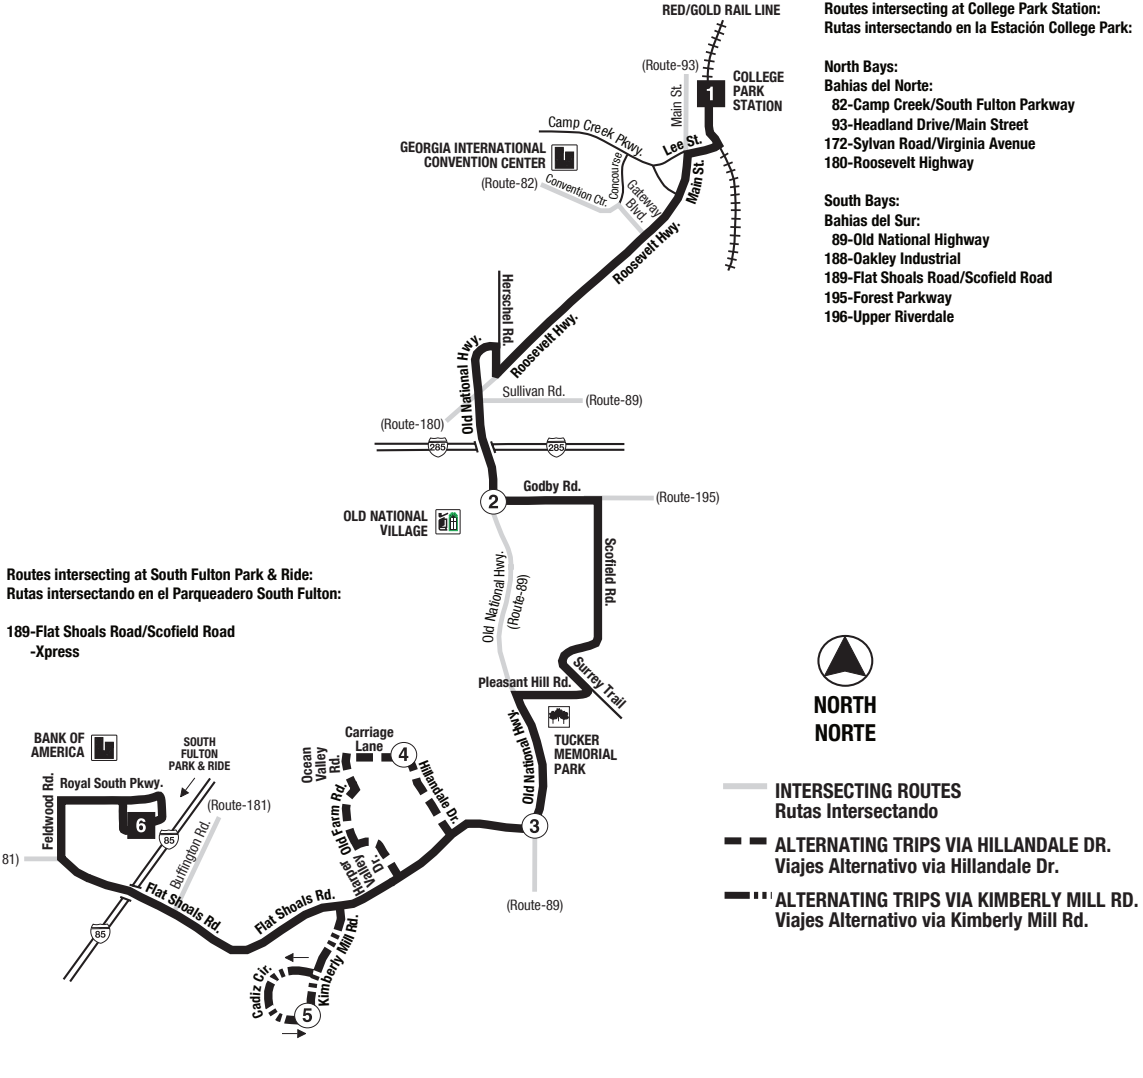 RED/GOLD RAIL LINE
Routes intersecting at College Park Station:
Rutas intersectando en la Estación College Park:
North Bays:
Bahias del Norte:
82-Camp Creek/South Fulton Parkway
93-Headland Drive/Main Street
172-Sylvan Road/Virginia Avenue
180-Roosevelt Highway
South Bays:
Bahias del Sur:
89-Old National Highway
188-Oakley Industrial
189-Flat Shoals Road/Scofield Road
195-Forest Parkway
196-Upper Riverdale
(Route-93)
1
COLLEGE
PARK
STATION
Main St.
Camp Creek Pkwy.
Lee St.
GEORGIA INTERNATIONAL
CONVENTION CENTER
(Route-82)
Convention Ctr.
Concourse
Gateway
Blvd.
Main St.
Roosevelt Hwy.
Herschel Rd.
Roosevelt Hwy.
Old National Hwy.
Sullivan Rd.
(Route-89)
(Route-180)
285
285
2
Godby Rd.
(Route-195)
OLD NATIONAL
VILLAGE
Scofield Rd.
Old National Hwy.
(Route-89)
Routes intersecting at South Fulton Park & Ride:
Rutas intersectando en el Parqueadero South Fulton:
189-Flat Shoals Road/Scofield Road
-Xpress
Surrey Trail
Pleasant Hill Rd.
TUCKER
MEMORIAL
PARK
Old National Hwy.
NORTH
NORTE
BANK OF
AMERICA
SOUTH
FULTON
PARK & RIDE
Royal South Pkwy.
Feldwood Rd.
6
85
(Route-181)
Buffington Rd.
81)
85
Flat Shoals Rd.
Flat Shoals Rd.
Carriage
Lane
4
Ocean
Valley
Rd.
Hillandale Dr.
Old Farm Rd.
Harper
Valley
Dr.
3
(Route-89)
Kimberly Mill Rd.
Cadiz Cir.
5
INTERSECTING ROUTES
Rutas Intersectando
ALTERNATING TRIPS VIA HILLANDALE DR.
Viajes Alternativo via Hillandale Dr.
ALTERNATING TRIPS VIA KIMBERLY MILL RD.
Viajes Alternativo via Kimberly Mill Rd.